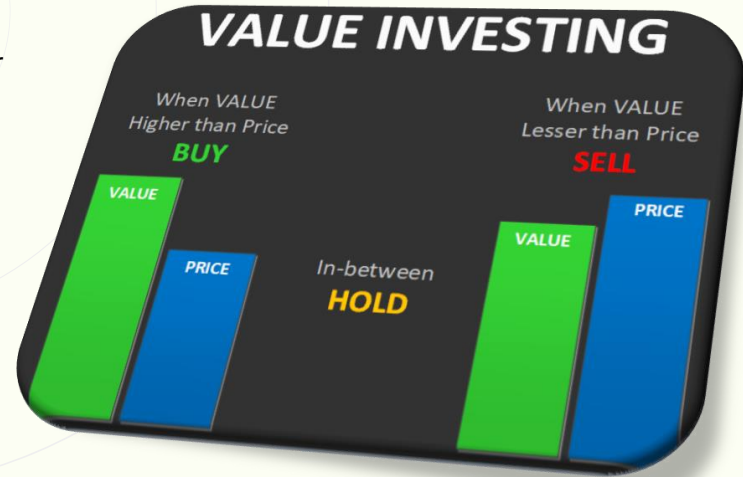 VALUE INVESTING
When VALUE
Higher than Price
BUY
VALUE
PRICE
In-between
HOLD
When VALUE
Lesser than Price
SELL
VALUE
PRICE